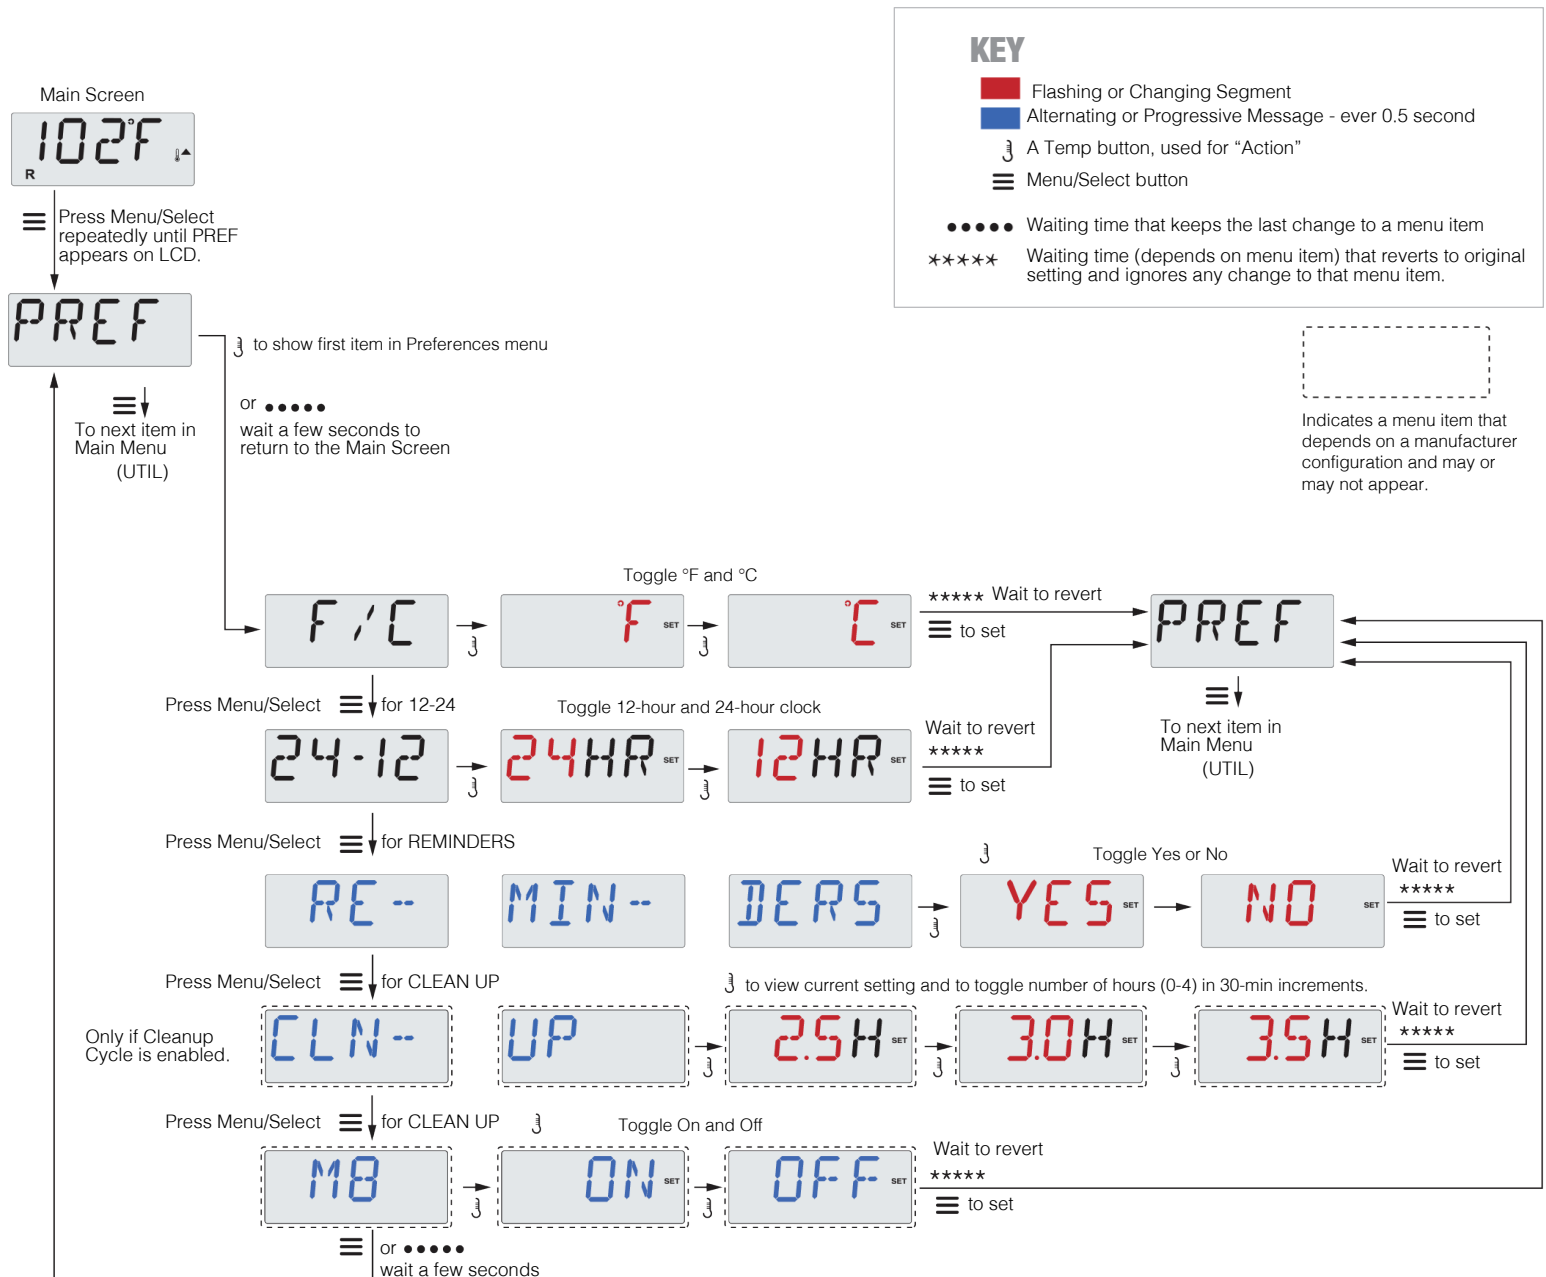 KEY
Flashing or Changing Segment
Alternating or Progressive Message - ever 0.5 second
A Temp button, used for “Action”
Menu/Select button
••••• Waiting time that keeps the last change to a menu item
***** Waiting time (depends on menu item) that reverts to original
setting and ignores any change to that menu item.
Main Screen
102°F
R
Press Menu/Select
repeatedly until PREF
appears on LCD.
PREF
to show first item in Preferences menu
or •••••
wait a few seconds to
return to the Main Screen
To next item in
Main Menu
(UTIL)
Indicates a menu item that
depends on a manufacturer
configuration and may or
may not appear.
Toggle °F and °C
F/C
°F SET
°C SET
***** Wait to revert
to set
PREF
To next item in
Main Menu
(UTIL)
Press Menu/Select
for 12-24
Toggle 12-hour and 24-hour clock
24-12
24HR SET
12HR SET
Wait to revert
*****
to set
Press Menu/Select
for REMINDERS
Toggle Yes or No
RE-
MIN-
DERS
YES SET
NO SET
Wait to revert
*****
to set
Press Menu/Select
for CLEAN UP
to view current setting and to toggle number of hours (0-4) in 30-min increments.
Only if Cleanup
Cycle is enabled.
CLN-
UP
2.5H SET
3.0H SET
3.5H SET
Wait to revert
*****
to set
Press Menu/Select
for CLEAN UP
Toggle On and Off
M8
ON SET
OFF SET
Wait to revert
*****
to set
or •••••
wait a few seconds